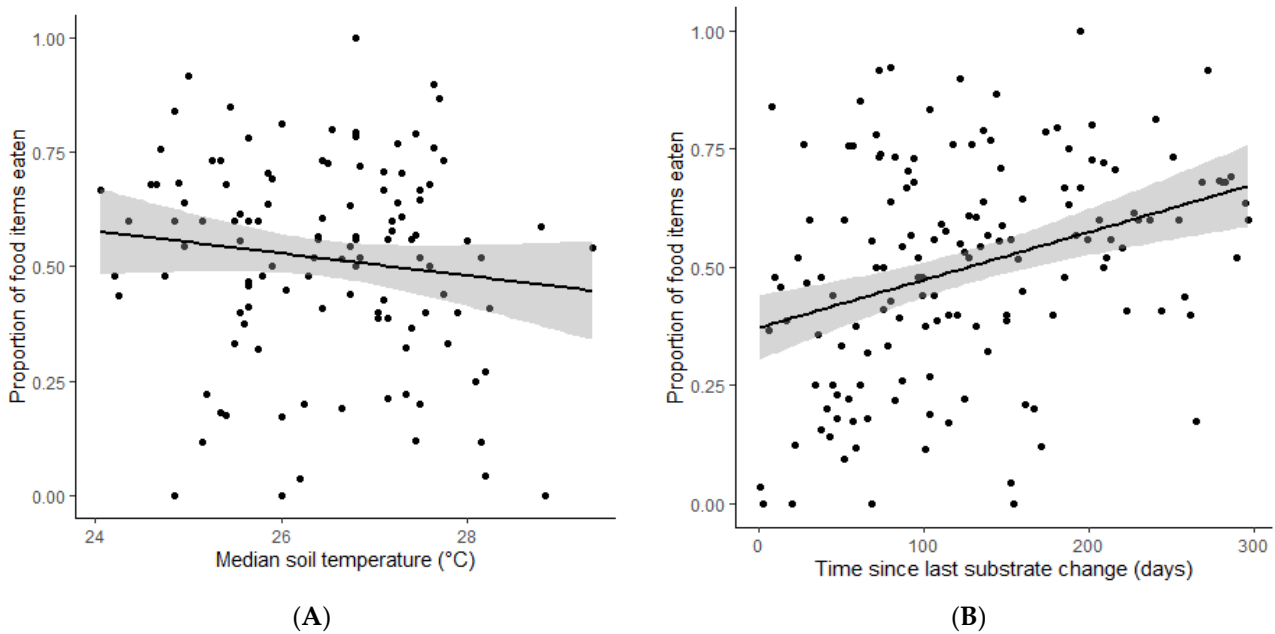 Proportion of food items eaten
1.00
0.75
0.50
0.25
0.00
24
26
28
Median soil temperature (°C)
(A)
Proportion of food items eaten
1.00
0.75
0.50
0.25
0.00
0
100
200
300
Time since last substrate change (days)
(B)